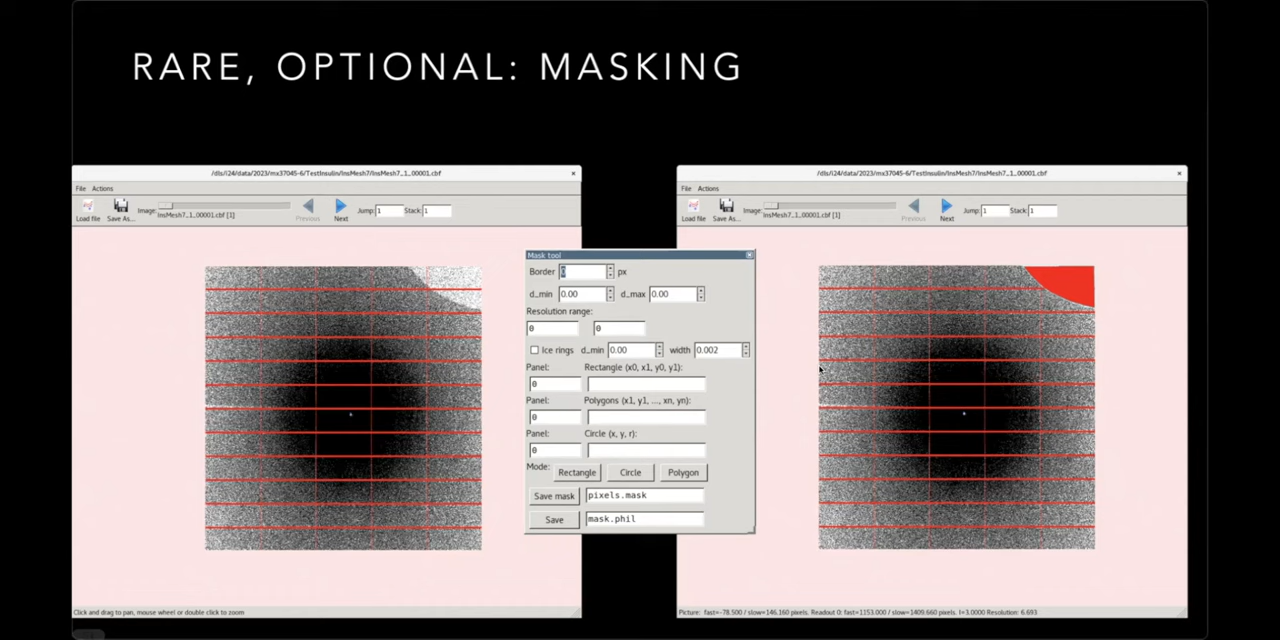 RARE, OPTIONAL: MASKING
/dls/i24/data/2023/mx37045-6/TestInsulin/InsMesh7/InsMesh7_1_00001.cbf ×
File Actions
Load file Save As... Image: InsMesh7_1_00001.cbf [1] Previous Next Jump: 1 Stack: 1
Click and drag to pan, mouse wheel or double click to zoom
Mask tool
Border 0 px
d_min 0.00 d_max 0.00
Resolution range:
0 0
Ice rings d_min 0.00 width 0.002
Panel: Rectangle (x0, x1, y0, y1):
0
Panel: Polygons (x1, y1, ..., xn, yn):
0
Panel: Circle (x, y, r):
0
Mode: Rectangle Circle Polygon
Save mask pixels.mask
Save mask.phil
/dls/i24/data/2023/mx37045-6/TestInsulin/InsMesh7/InsMesh7_1_00001.cbf ×
File Actions
Load file Save As... Image: InsMesh7_1_00001.cbf [1] Previous Next Jump: 1 Stack: 1
Picture: fast=-78.500 / slow=146.160 pixels. Readout 0: fast=1153.000 / slow=1409.660 pixels. I=3.0000 Resolution: 6.693